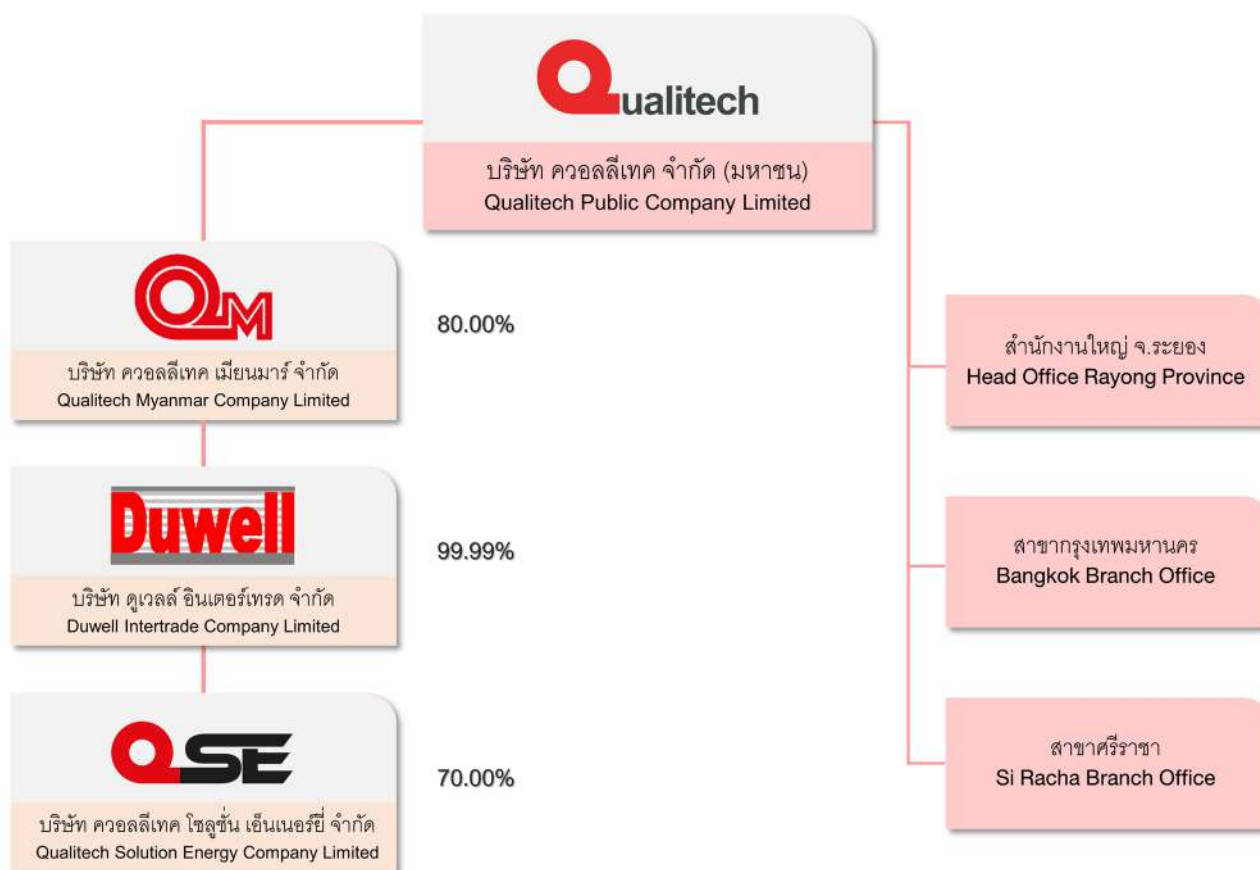 Qualitech
บริษัท ควอลลีเทค จำกัด (มหาชน)
Qualitech Public Company Limited
QM
บริษัท ควอลลีเทค เมียนมาร์ จำกัด
Qualitech Myanmar Company Limited
80.00%
Duwell
บริษัท ดูเวลล์ อินเตอร์เทรด จำกัด
Duwell Intertrade Company Limited
99.99%
QSE
บริษัท ควอลลีเทค โซลูชั่น เอ็นเนอร์ยี่ จำกัด
Qualitech Solution Energy Company Limited
70.00%
สำนักงานใหญ่ จ.ระยอง
Head Office Rayong Province
สาขากรุงเทพมหานคร
Bangkok Branch Office
สาขาศรีราชา
Si Racha Branch Office